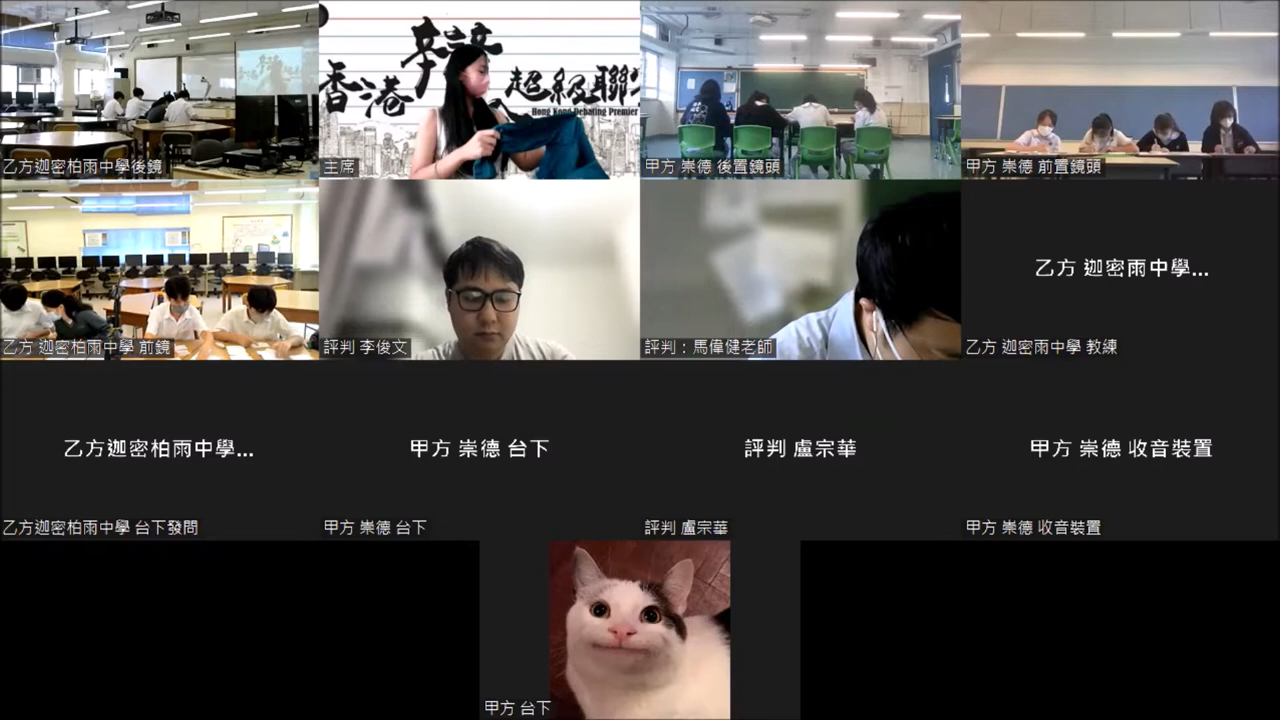 香港辯論超級聯
Hong Kong Debating Premier
乙方迦密柏雨中學後鏡
主席
甲方 崇德 後置鏡頭
甲方 崇德 前置鏡頭
乙方 迦密雨中學...
乙方 迦密柏雨中學 前鏡
評判 李俊文
評判：馬偉健老師
乙方 迦密雨中學 教練
乙方迦密柏雨中學...
甲方 崇德 台下
評判 盧宗華
甲方 崇德 收音裝置
乙方迦密柏雨中學 台下發問
甲方 崇德 台下
評判 盧宗華
甲方 崇德 收音裝置
甲方 台下